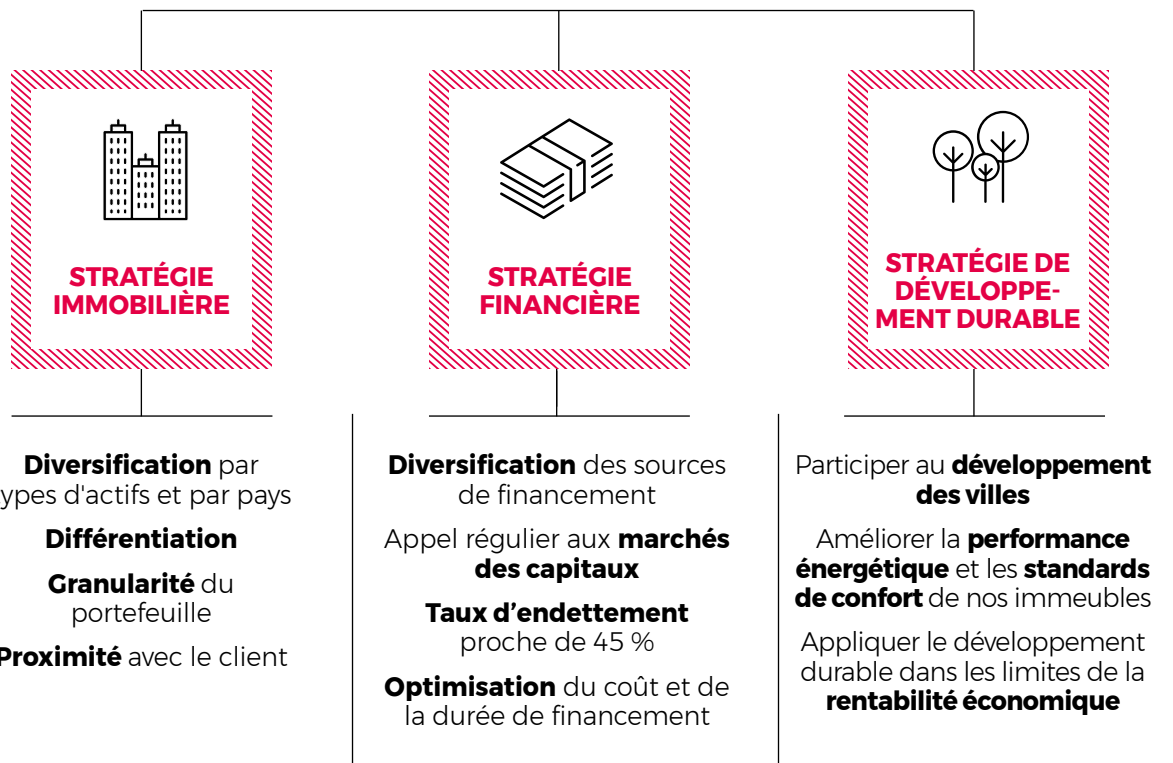 STRATÉGIE
IMMOBILIÈRE
Diversification par
ypes d'actifs et par pays
Différentiation
Granularité du
portefeuille
Proximité avec le client
STRATÉGIE
FINANCIÈRE
Diversification des sources
de financement
Appel régulier aux marchés
des capitaux
Taux d’endettement
proche de 45 %
Optimisation du coût et de
la durée de financement
STRATÉGIE DE
DÉVELOPPE-
MENT DURABLE
Participer au développement
des villes
Améliorer la performance
énergétique et les standards
de confort de nos immeubles
Appliquer le développement
durable dans les limites de la
rentabilité économique